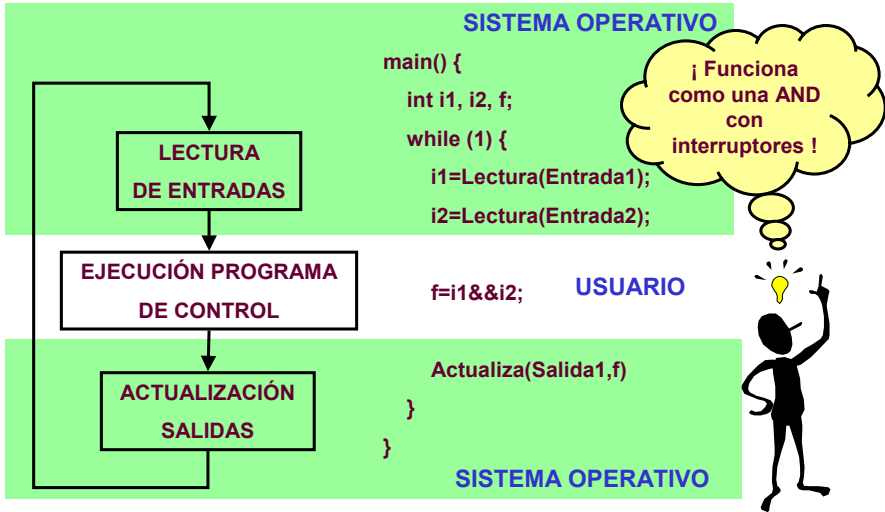 SISTEMA OPERATIVO
main() {
int i1, i2, f;
while (1) {
i1=Lectura(Entrada1);
i2=Lectura(Entrada2);
¡ Funciona
como una AND
con
interruptores !
LECTURA
DE ENTRADAS
EJECUCIÓN PROGRAMA
DE CONTROL
f=i1&&i2;
USUARIO
ACTUALIZACIÓN
SALIDAS
Actualiza(Salida1,f)
}
}
SISTEMA OPERATIVO